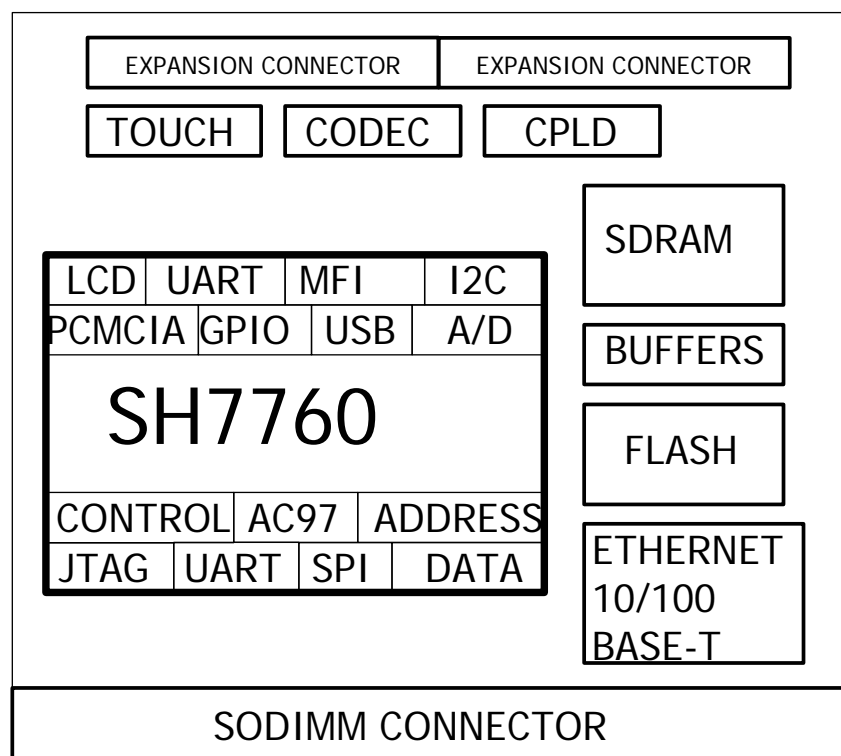 EXPANSION CONNECTOR EXPANSION CONNECTOR
TOUCH CODEC CPLD
SDRAM
LCD UART MFI I2C
PCMCIA GPIO USB A/D
BUFFERS
SH7760
FLASH
CONTROL AC97 ADDRESS
JTAG UART SPI DATA
ETHERNET
10/100
BASE-T
SODIMM CONNECTOR